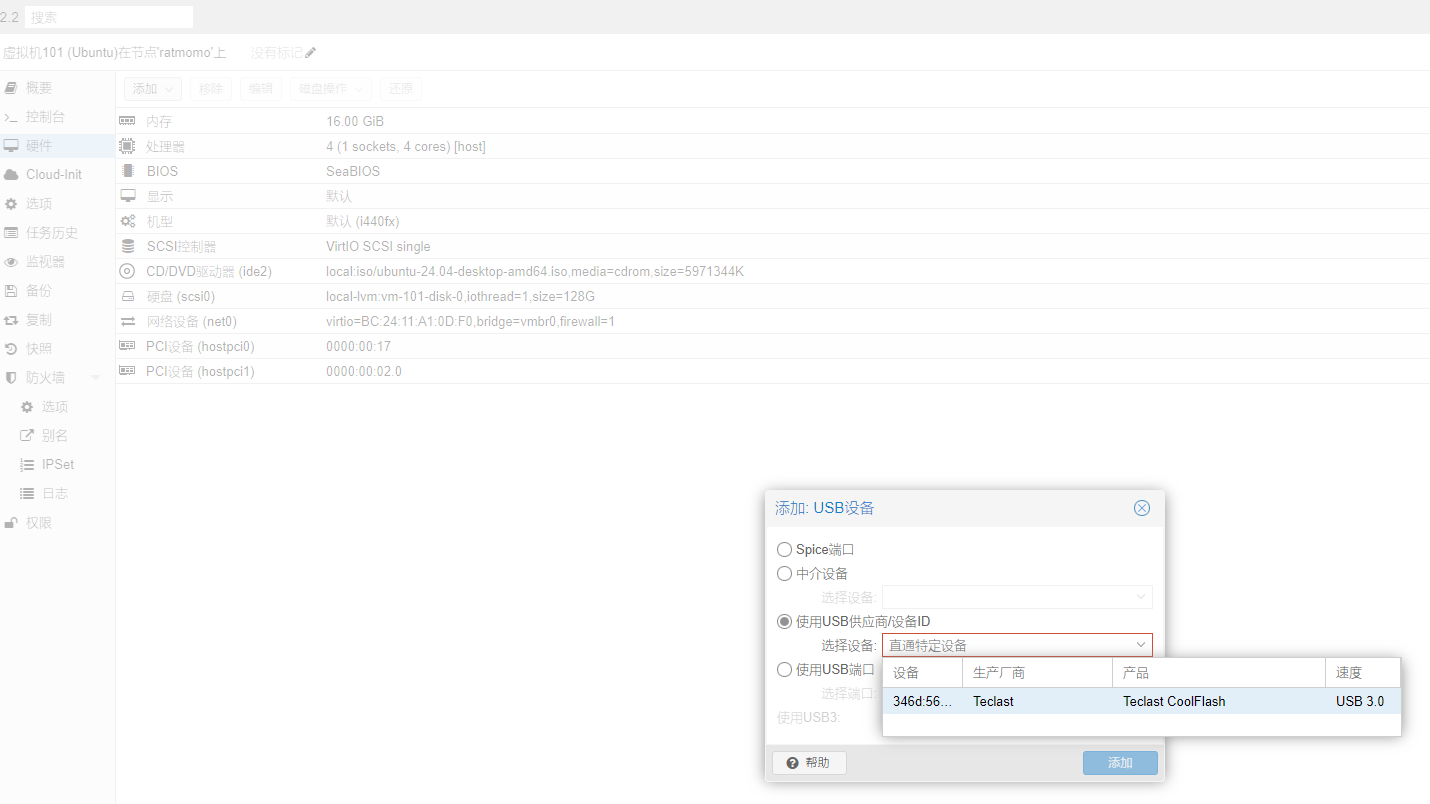 2.2 搜索
虚拟机101 (Ubuntu)在节点'ratmomo'上 没有标记
概要
控制台
硬件
Cloud-Init
选项
任务历史
监视器
备份
复制
快照
防火墙
选项
别名
IPSet
日志
权限
添加 移除 编辑 磁盘操作 还原
内存 16.00 GiB
处理器 4 (1 sockets, 4 cores) [host]
BIOS SeaBIOS
显示 默认
机型 默认 (i440fx)
SCSI控制器 VirtIO SCSI single
CD/DVD驱动器 (ide2) local:iso/ubuntu-24.04-desktop-amd64.iso,media=cdrom,size=5971344K
硬盘 (scsi0) local-lvm:vm-101-disk-0,iothread=1,size=128G
网络设备 (net0) virtio=BC:24:11:A1:0D:F0,bridge=vmbr0,firewall=1
PCI设备 (hostpci0) 0000:00:17
PCI设备 (hostpci1) 0000:00:02.0
添加: USB设备
Spice端口
中介设备
选择设备:
使用USB供应商/设备ID
选择设备: 直通特定设备
使用USB端口
选择端口:
使用USB3:
设备 生产厂商 产品 速度
346d:56... Teclast Teclast CoolFlash USB 3.0
帮助 添加